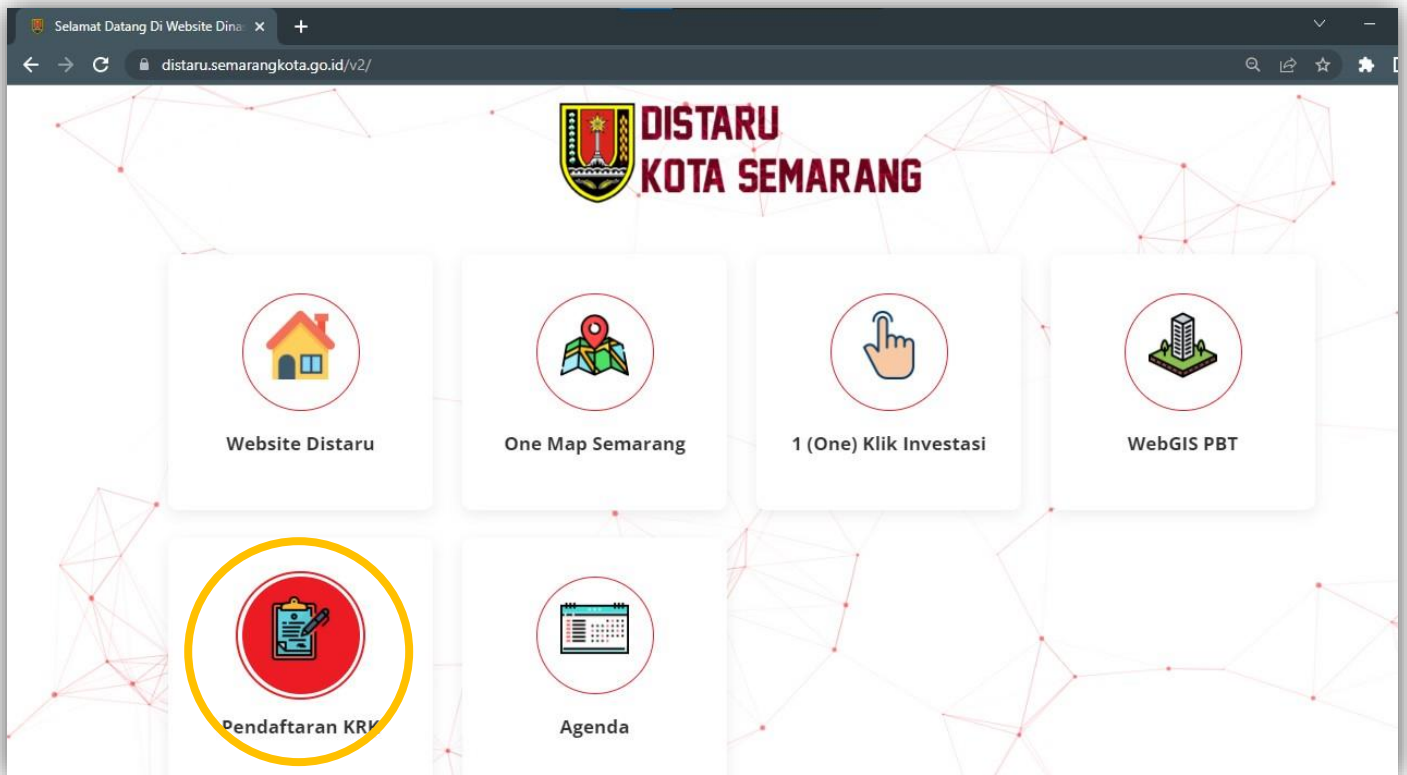 Selamat Datang Di Website Dina
distaru.semarangkota.go.id/v2/
DISTARU
KOTA SEMARANG
Website Distaru
One Map Semarang
1 (One) Klik Investasi
WebGIS PBT
Pendaftaran KRK
Agenda